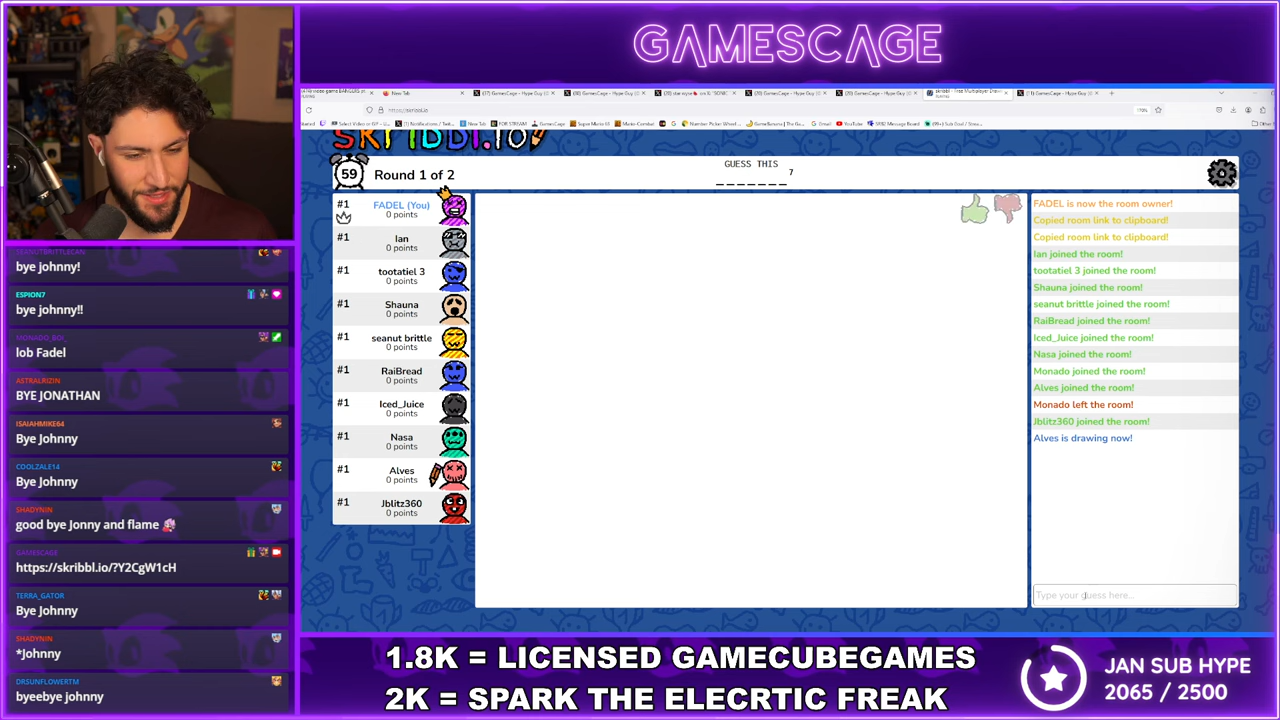 GAMESCAGE
New Tab
SKRIBBL.IO
59
Round 1 of 2
GUESS THIS
_______ 7
#1
FADEL (You)
0 points
#1
Ian
0 points
#1
tootatiel 3
0 points
#1
Shauna
0 points
#1
seanut brittle
0 points
#1
RaiBread
0 points
#1
Iced_Juice
0 points
#1
Nasa
0 points
#1
Alves
0 points
#1
Jblitz360
0 points
FADEL is now the room owner!
Copied room link to clipboard!
Copied room link to clipboard!
Ian joined the room!
tootatiel 3 joined the room!
Shauna joined the room!
seanut brittle joined the room!
RaiBread joined the room!
Iced_Juice joined the room!
Nasa joined the room!
Monado joined the room!
Alves joined the room!
Monado left the room!
Jblitz360 joined the room!
Alves is drawing now!
Type your guess here...
bye johnny!
ESPION7
bye johnny!!
MONADO_BOI_
lob Fadel
ASTRALRIZIN
BYE JONATHAN
ISAIAHMIKE64
Bye Johnny
COOLZALE14
Bye Johnny
SHADYNIN
good bye Jonny and flame
GAMESCAGE
https://skribbl.io/?Y2CgW1cH
TERRA_GATOR
Bye Johnny
SHADYNIN
*Johnny
DRSUNFLOWERTM
byeebye johnny
1.8K = LICENSED GAMECUBEGAMES
2K = SPARK THE ELECRTIC FREAK
JAN SUB HYPE
2065 / 2500